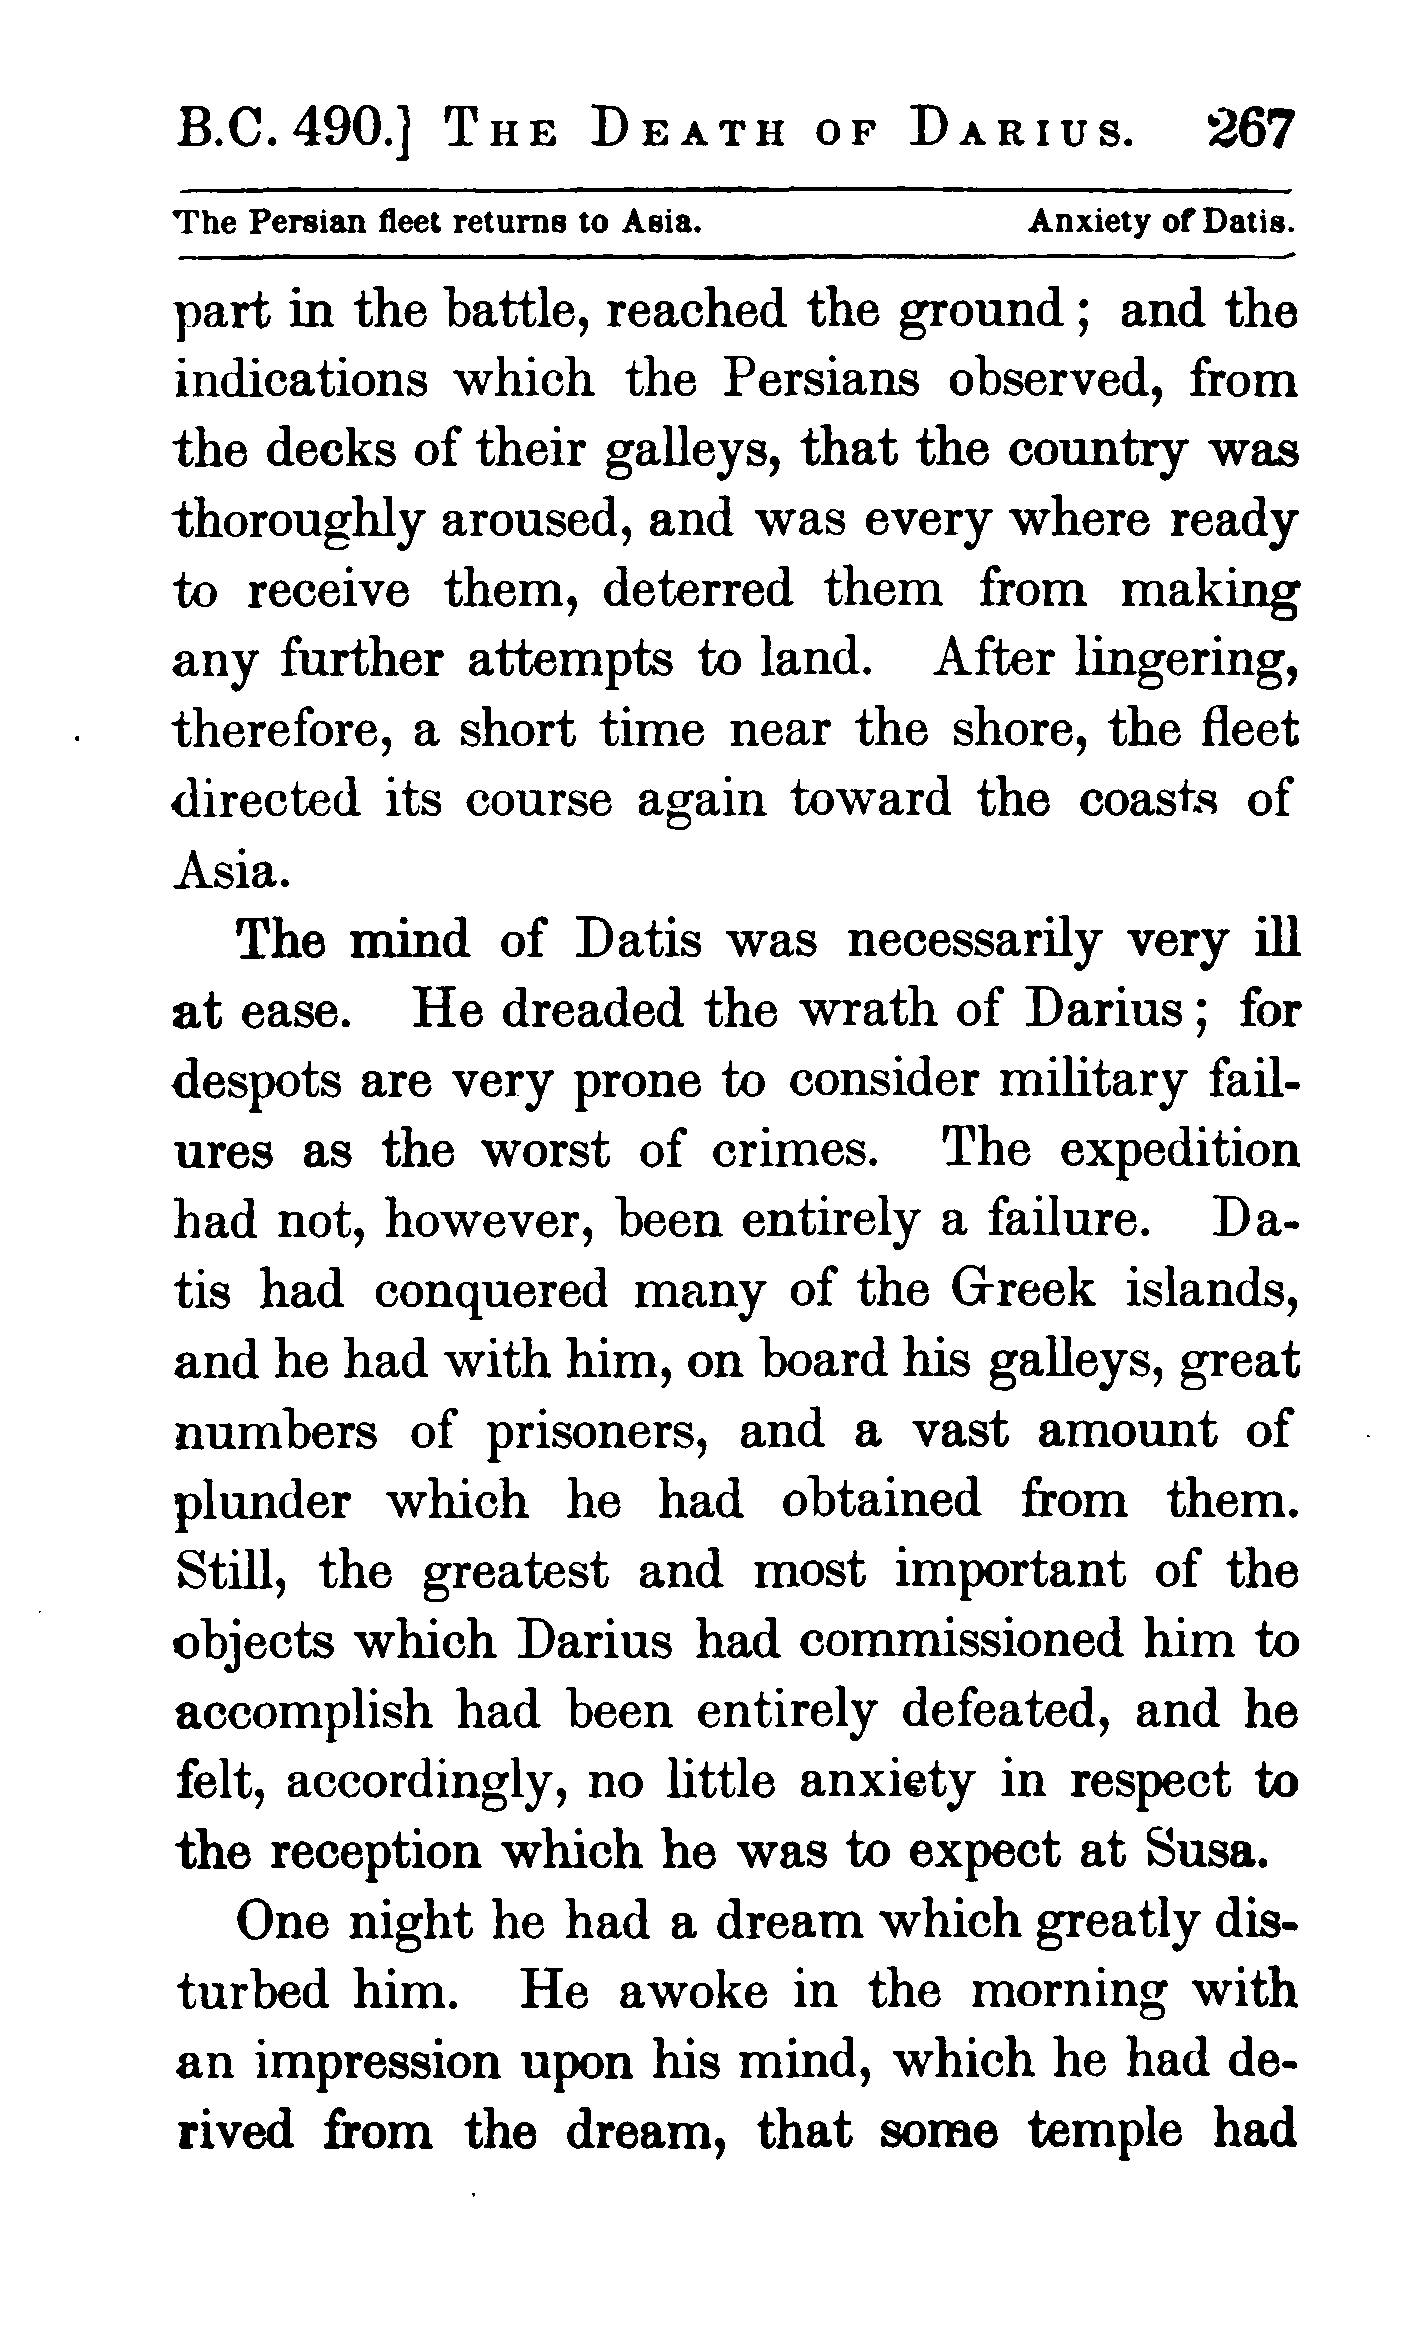 B.C. 490.] THE DEATH OF DARIUS. 267
The Persian fleet returns to Asia. Anxiety of Datis.
part in the battle, reached the ground; and the
indications which the Persians observed, from
the decks of their galleys, that the country was
thoroughly aroused, and was every where ready
to receive them, deterred them from making
any further attempts to land. After lingering,
therefore, a short time near the shore, the fleet
directed its course again toward the coasts of
Asia.
The mind of Datis was necessarily very ill
at ease. He dreaded the wrath of Darius; for
despots are very prone to consider military fail-
ures as the worst of crimes. The expedition
had not, however, been entirely a failure. Da-
tis had conquered many of the Greek islands,
and he had with him, on board his galleys, great
numbers of prisoners, and a vast amount of
plunder which he had obtained from them.
Still, the greatest and most important of the
objects which Darius had commissioned him to
accomplish had been entirely defeated, and he
felt, accordingly, no little anxiety in respect to
the reception which he was to expect at Susa.
One night he had a dream which greatly dis-
turbed him. He awoke in the morning with
an impression upon his mind, which he had de-
rived from the dream, that some temple had